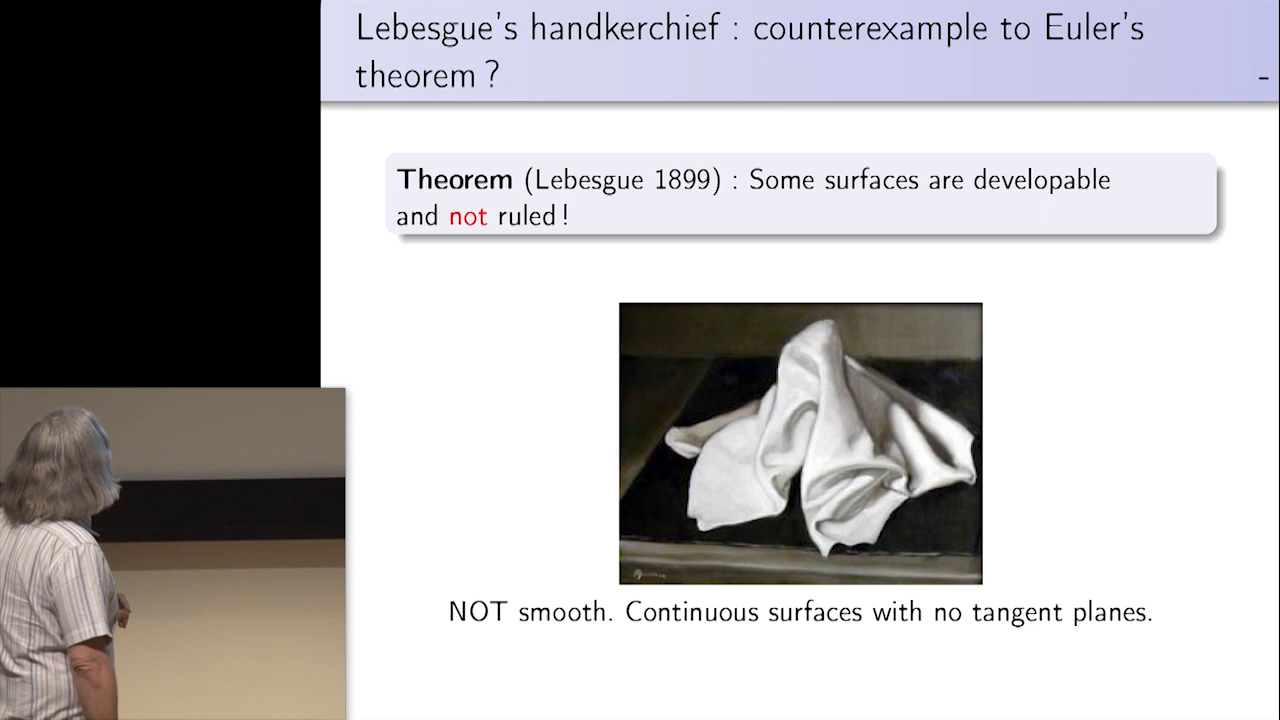 Lebesgue's handkerchief : counterexample to Euler's
theorem ? -
Theorem (Lebesgue 1899) : Some surfaces are developable
and not ruled !
NOT smooth. Continuous surfaces with no tangent planes.